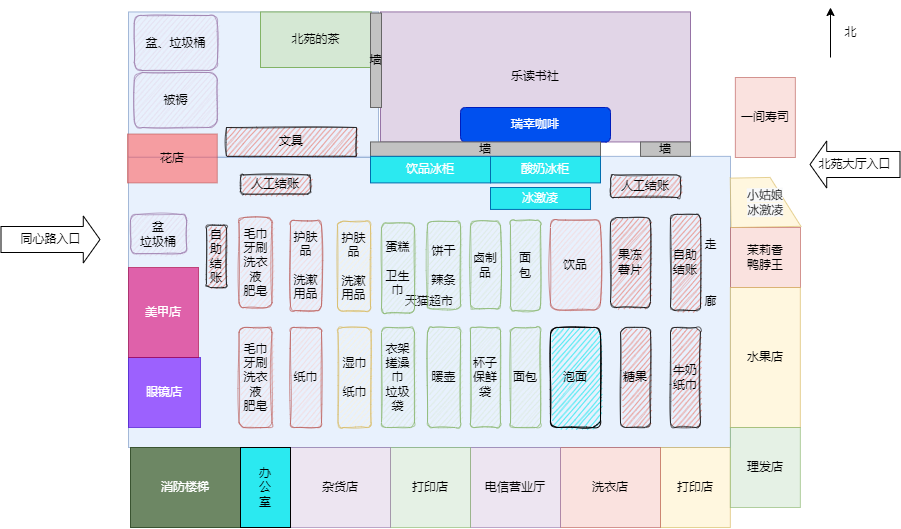 盆、垃圾桶
北苑的茶
墙
乐读书社
北
被褥
瑞幸咖啡
一间寿司
文具
墙
墙
花店
饮品冰柜
酸奶冰柜
北苑大厅入口
人工结账
冰激凌
人工结账
小姑娘
冰激凌
同心路入口
盆
垃圾桶
自
助
结
账
毛巾
牙刷
洗衣
液
肥皂
护肤
品
洗漱
用品
护肤
品
洗漱
用品
蛋糕
卫生
巾
饼干
辣条
卤制
品
面
包
饮品
果冻
薯片
自助
结账
走
廊
天猫超市
茉莉香
鸭脖王
美甲店
水果店
眼镜店
毛巾
牙刷
洗衣
液
肥皂
纸巾
湿巾
纸巾
衣架
搓澡
巾
垃圾
袋
暖壶
杯子
保鲜
袋
面包
泡面
糖果
牛奶
纸巾
理发店
消防楼梯
办
公
室
杂货店
打印店
电信营业厅
洗衣店
打印店